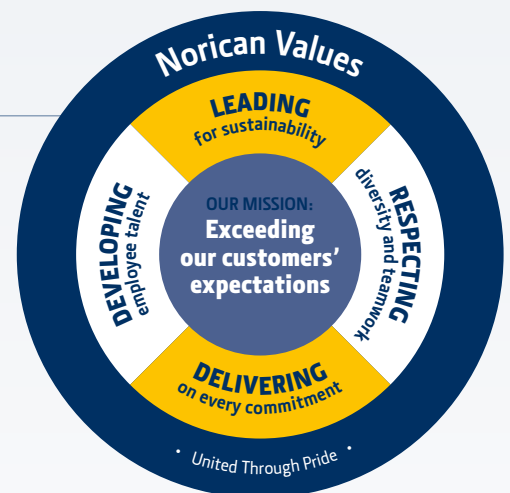 Norican Values
LEADING
for sustainability
RESPECTING
diversity and teamwork
DELIVERING
on every commitment
DEVELOPING
employee talent
OUR MISSION:
Exceeding
our customers’
expectations
• United Through Pride •